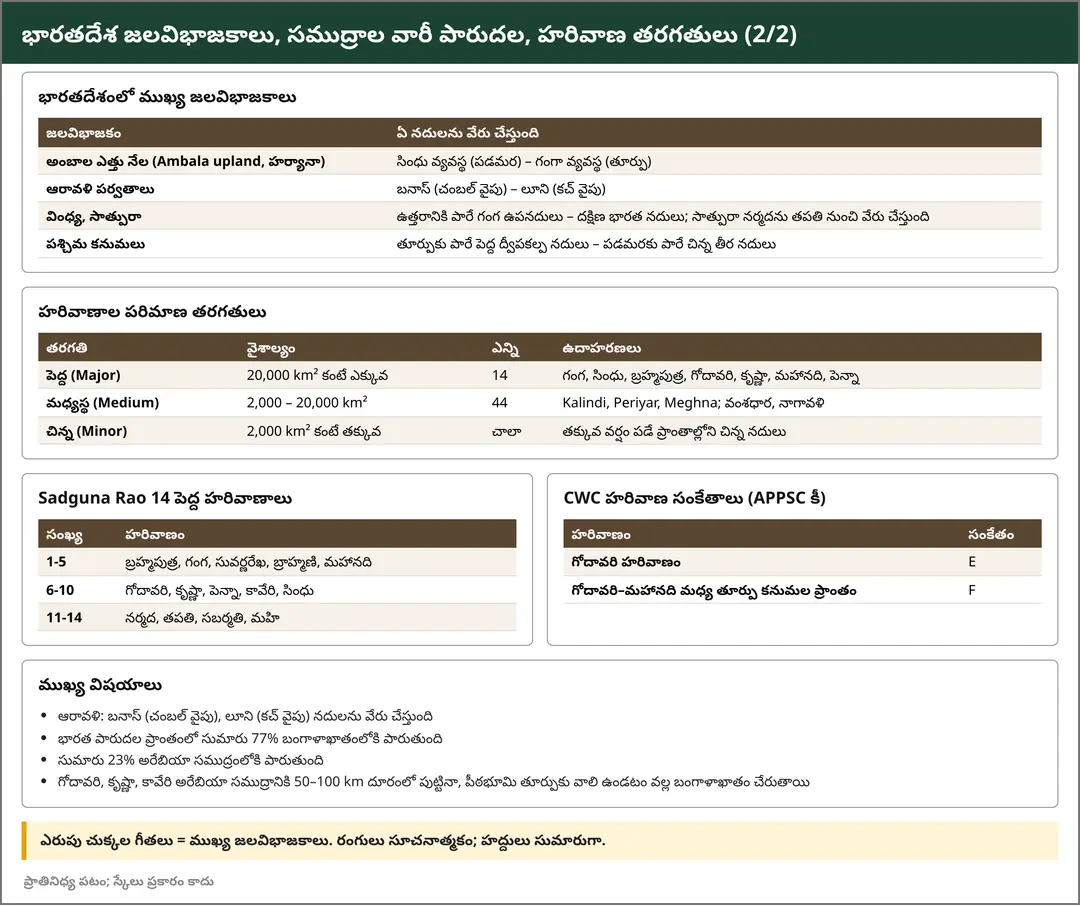 భారతదేశ జలవిభాజకాలు, సముద్రాల వారీ పారుదల, హరివాణ తరగతులు (2/2)
భారతదేశంలో ముఖ్య జలవిభాజకాలు
జలవిభాజకం ఏ నదులను వేరు చేస్తుంది
అంబాల ఎత్తు నేల (Ambala upland, హర్యానా) సింధు వ్యవస్థ (పడమర) – గంగా వ్యవస్థ (తూర్పు)
ఆరావళి పర్వతాలు బనాస్ (చంబల్ వైపు) – లూని (కచ్ వైపు)
వింధ్య, సాత్పురా ఉత్తరానికి పారే గంగ ఉపనదులు – దక్షిణ భారత నదులు; సాత్పురా నర్మదను తపతి నుంచి వేరు చేస్తుంది
పశ్చిమ కనుమలు తూర్పుకు పారే పెద్ద ద్వీపకల్ప నదులు – పడమరకు పారే చిన్న తీర నదులు
హరివాణాల పరిమాణ తరగతులు
తరగతి వైశాల్యం ఎన్ని ఉదాహరణలు
పెద్ద (Major) 20,000 km² కంటే ఎక్కువ 14 గంగ, సింధు, బ్రహ్మపుత్ర, గోదావరి, కృష్ణా, మహానది, పెన్నా
మధ్యస్థ (Medium) 2,000 – 20,000 km² 44 Kalindi, Periyar, Meghna; వంశధార, నాగావళి
చిన్న (Minor) 2,000 km² కంటే తక్కువ చాలా తక్కువ వర్షం పడే ప్రాంతాల్లోని చిన్న నదులు
Sadguna Rao 14 పెద్ద హరివాణాలు
సంఖ్య హరివాణం
1-5 బ్రహ్మపుత్ర, గంగ, సువర్ణరేఖ, బ్రాహ్మణి, మహానది
6-10 గోదావరి, కృష్ణా, పెన్నా, కావేరి, సింధు
11-14 నర్మద, తపతి, సబర్మతి, మహి
CWC హరివాణ సంకేతాలు (APPSC కీ)
హరివాణం సంకేతం
గోదావరి హరివాణం E
గోదావరి–మహానది మధ్య తూర్పు కనుమల ప్రాంతం F
ముఖ్య విషయాలు
• ఆరావళి: బనాస్ (చంబల్ వైపు), లూని (కచ్ వైపు) నదులను వేరు చేస్తుంది
• భారత పారుదల ప్రాంతంలో సుమారు 77% బంగాళాఖాతంలోకి పారుతుంది
• సుమారు 23% అరేబియా సముద్రంలోకి పారుతుంది
• గోదావరి, కృష్ణా, కావేరి అరేబియా సముద్రానికి 50–100 km దూరంలో పుట్టినా, పీఠభూమి తూర్పుకు వాలి ఉండటం వల్ల బంగాళాఖాతం చేరుతాయి
ఎరుపు చుక్కల గీతలు = ముఖ్య జలవిభాజకాలు. రంగులు సూచనాత్మకం; హద్దులు సుమారుగా.
ప్రాతినిధ్య పటం; స్కేలు ప్రకారం కాదు